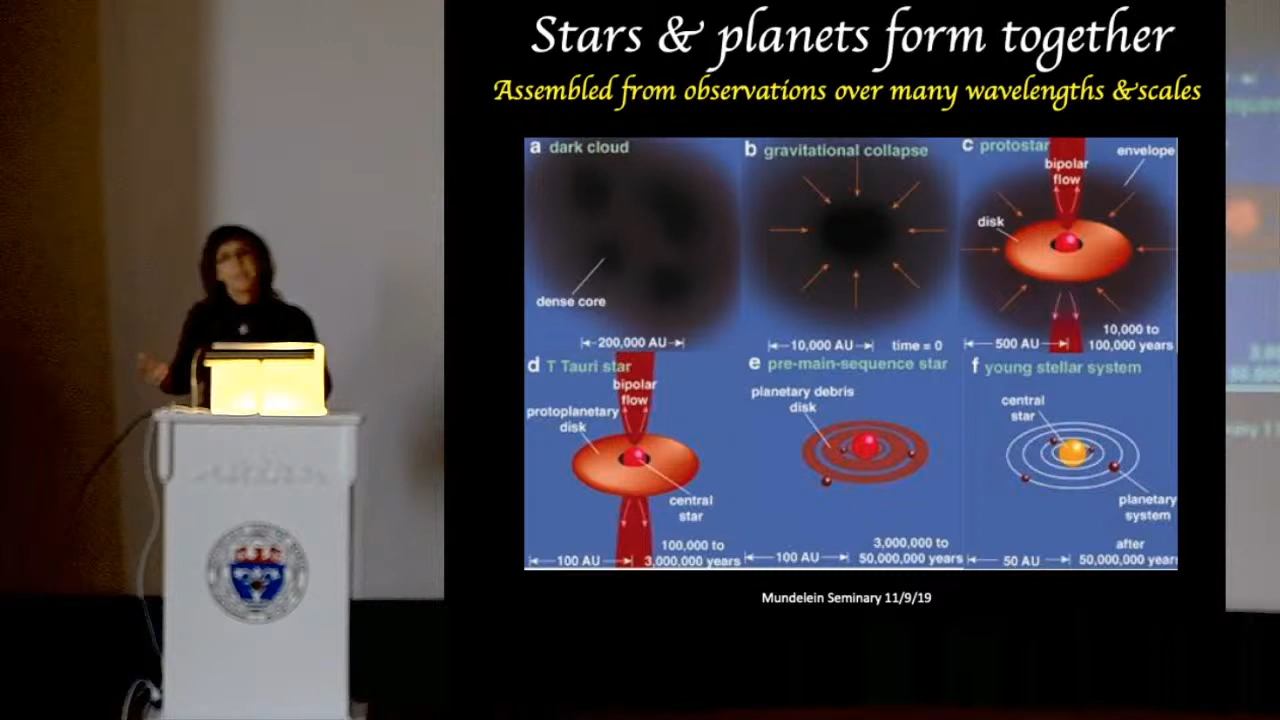 Stars & planets form together
Assembled from observations over many wavelengths & scales
a dark cloud
dense core
200,000 AU
b gravitational collapse
10,000 AU
time = 0
c protostar
bipolar
flow
envelope
disk
10,000 to
500 AU
100,000 years
d T Tauri star
bipolar
flow
protoplanetary
disk
central
star
100,000 to
100 AU
3,000,000 years
e pre-main-sequence star
planetary debris
disk
3,000,000 to
100 AU
50,000,000 years
f young stellar system
central
star
planetary
system
after
50 AU
50,000,000 years
Mundelein Seminary 11/9/19